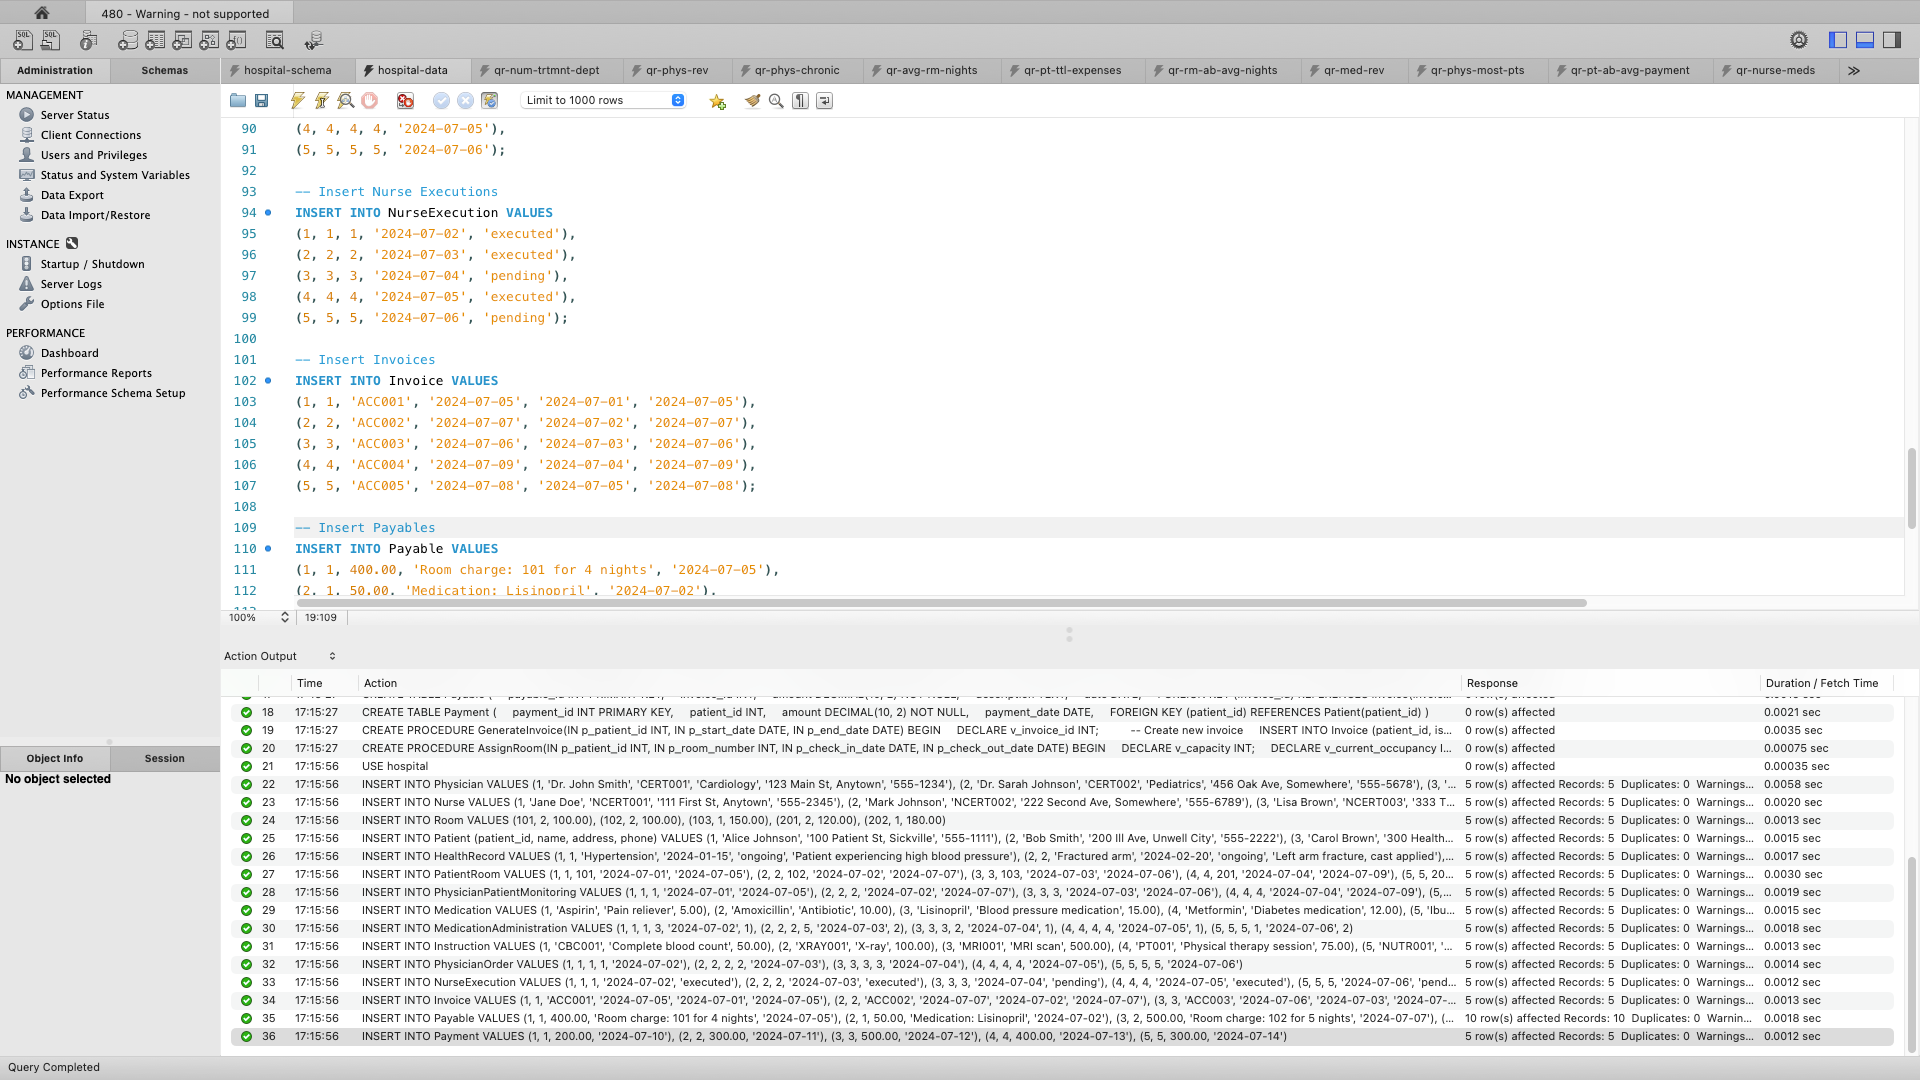 480 - Warning - not supported
Administration
Schemas
hospital-schema
hospital-data
qr-num-trtmnt-dept
qr-phys-rev
qr-phys-chronic
qr-avg-rm-nights
qr-pt-ttl-expenses
qr-rm-ab-avg-nights
qr-med-rev
qr-phys-most-pts
qr-pt-ab-avg-payment
qr-nurse-meds
MANAGEMENT
Server Status
Client Connections
Users and Privileges
Status and System Variables
Data Export
Data Import/Restore
INSTANCE
Startup / Shutdown
Server Logs
Options File
PERFORMANCE
Dashboard
Performance Reports
Performance Schema Setup
Object Info
Session
No object selected
Limit to 1000 rows
90 (4, 4, 4, 4, '2024-07-05'),
91 (5, 5, 5, 5, '2024-07-06');
92
93 -- Insert Nurse Executions
94 INSERT INTO NurseExecution VALUES
95 (1, 1, 1, '2024-07-02', 'executed'),
96 (2, 2, 2, '2024-07-03', 'executed'),
97 (3, 3, 3, '2024-07-04', 'pending'),
98 (4, 4, 4, '2024-07-05', 'executed'),
99 (5, 5, 5, '2024-07-06', 'pending');
100
101 -- Insert Invoices
102 INSERT INTO Invoice VALUES
103 (1, 1, 'ACC001', '2024-07-05', '2024-07-01', '2024-07-05'),
104 (2, 2, 'ACC002', '2024-07-07', '2024-07-02', '2024-07-07'),
105 (3, 3, 'ACC003', '2024-07-06', '2024-07-03', '2024-07-06'),
106 (4, 4, 'ACC004', '2024-07-09', '2024-07-04', '2024-07-09'),
107 (5, 5, 'ACC005', '2024-07-08', '2024-07-05', '2024-07-08');
108
109 -- Insert Payables
110 INSERT INTO Payable VALUES
111 (1, 1, 400.00, 'Room charge: 101 for 4 nights', '2024-07-05'),
112 (2, 1, 50.00, 'Medication: Lisinopril', '2024-07-02'),
100% 19:109
Action Output
Time Action Response Duration / Fetch Time
18 17:15:27 CREATE TABLE Payment ( payment_id INT PRIMARY KEY, patient_id INT, amount DECIMAL(10, 2) NOT NULL, payment_date DATE, FOREIGN KEY (patient_id) REFERENCES Patient(patient_id) ) 0 row(s) affected 0.0021 sec
19 17:15:27 CREATE PROCEDURE GenerateInvoice(IN p_patient_id INT, IN p_start_date DATE, IN p_end_date DATE) BEGIN DECLARE v_invoice_id INT; -- Create new invoice INSERT INTO Invoice (patient_id, is... 0 row(s) affected 0.0035 sec
20 17:15:27 CREATE PROCEDURE AssignRoom(IN p_patient_id INT, IN p_room_number INT, IN p_check_in_date DATE, IN p_check_out_date DATE) BEGIN DECLARE v_capacity INT; DECLARE v_current_occupancy I... 0 row(s) affected 0.00075 sec
21 17:15:56 USE hospital 0 row(s) affected 0.00035 sec
22 17:15:56 INSERT INTO Physician VALUES (1, 'Dr. John Smith', 'CERT001', 'Cardiology', '123 Main St, Anytown', '555-1234'), (2, 'Dr. Sarah Johnson', 'CERT002', 'Pediatrics', '456 Oak Ave, Somewhere', '555-5678'), (3, '... 5 row(s) affected Records: 5 Duplicates: 0 Warnings... 0.0058 sec
23 17:15:56 INSERT INTO Nurse VALUES (1, 'Jane Doe', 'NCERT001', '111 First St, Anytown', '555-2345'), (2, 'Mark Johnson', 'NCERT002', '222 Second Ave, Somewhere', '555-6789'), (3, 'Lisa Brown', 'NCERT003', '333 T... 5 row(s) affected Records: 5 Duplicates: 0 Warnings... 0.0020 sec
24 17:15:56 INSERT INTO Room VALUES (101, 2, 100.00), (102, 2, 100.00), (103, 1, 150.00), (201, 2, 120.00), (202, 1, 180.00) 5 row(s) affected Records: 5 Duplicates: 0 Warnings... 0.0013 sec
25 17:15:56 INSERT INTO Patient (patient_id, name, address, phone) VALUES (1, 'Alice Johnson', '100 Patient St, Sickville', '555-1111'), (2, 'Bob Smith', '200 Ill Ave, Unwell City', '555-2222'), (3, 'Carol Brown', '300 Health... 5 row(s) affected Records: 5 Duplicates: 0 Warnings... 0.0015 sec
26 17:15:56 INSERT INTO HealthRecord VALUES (1, 1, 'Hypertension', '2024-01-15', 'ongoing', 'Patient experiencing high blood pressure'), (2, 2, 'Fractured arm', '2024-02-20', 'ongoing', 'Left arm fracture, cast applied'),... 5 row(s) affected Records: 5 Duplicates: 0 Warnings... 0.0017 sec
27 17:15:56 INSERT INTO PatientRoom VALUES (1, 1, 101, '2024-07-01', '2024-07-05'), (2, 2, 102, '2024-07-02', '2024-07-07'), (3, 3, 103, '2024-07-03', '2024-07-06'), (4, 4, 201, '2024-07-04', '2024-07-09'), (5, 5, 20... 5 row(s) affected Records: 5 Duplicates: 0 Warnings... 0.0030 sec
28 17:15:56 INSERT INTO PhysicianPatientMonitoring VALUES (1, 1, 1, '2024-07-01', '2024-07-05'), (2, 2, 2, '2024-07-02', '2024-07-07'), (3, 3, 3, '2024-07-03', '2024-07-06'), (4, 4, 4, '2024-07-04', '2024-07-09'), (5,... 5 row(s) affected Records: 5 Duplicates: 0 Warnings... 0.0019 sec
29 17:15:56 INSERT INTO Medication VALUES (1, 'Aspirin', 'Pain reliever', 5.00), (2, 'Amoxicillin', 'Antibiotic', 10.00), (3, 'Lisinopril', 'Blood pressure medication', 15.00), (4, 'Metformin', 'Diabetes medication', 12.00), (5, 'Ibu... 5 row(s) affected Records: 5 Duplicates: 0 Warnings... 0.0015 sec
30 17:15:56 INSERT INTO MedicationAdministration VALUES (1, 1, 1, 3, '2024-07-02', 1), (2, 2, 2, 5, '2024-07-03', 2), (3, 3, 3, 2, '2024-07-04', 1), (4, 4, 4, 4, '2024-07-05', 1), (5, 5, 5, 1, '2024-07-06', 2) 5 row(s) affected Records: 5 Duplicates: 0 Warnings... 0.0018 sec
31 17:15:56 INSERT INTO Instruction VALUES (1, 'CBC001', 'Complete blood count', 50.00), (2, 'XRAY001', 'X-ray', 100.00), (3, 'MRI001', 'MRI scan', 500.00), (4, 'PT001', 'Physical therapy session', 75.00), (5, 'NUTR001', '... 5 row(s) affected Records: 5 Duplicates: 0 Warnings... 0.0013 sec
32 17:15:56 INSERT INTO PhysicianOrder VALUES (1, 1, 1, 1, '2024-07-02'), (2, 2, 2, 2, '2024-07-03'), (3, 3, 3, 3, '2024-07-04'), (4, 4, 4, 4, '2024-07-05'), (5, 5, 5, 5, '2024-07-06') 5 row(s) affected Records: 5 Duplicates: 0 Warnings... 0.0014 sec
33 17:15:56 INSERT INTO NurseExecution VALUES (1, 1, 1, '2024-07-02', 'executed'), (2, 2, 2, '2024-07-03', 'executed'), (3, 3, 3, '2024-07-04', 'pending'), (4, 4, 4, '2024-07-05', 'executed'), (5, 5, 5, '2024-07-06', 'pend... 5 row(s) affected Records: 5 Duplicates: 0 Warnings... 0.0012 sec
34 17:15:56 INSERT INTO Invoice VALUES (1, 1, 'ACC001', '2024-07-05', '2024-07-01', '2024-07-05'), (2, 2, 'ACC002', '2024-07-07', '2024-07-02', '2024-07-07'), (3, 3, 'ACC003', '2024-07-06', '2024-07-03', '2024-07-... 5 row(s) affected Records: 5 Duplicates: 0 Warnings... 0.0013 sec
35 17:15:56 INSERT INTO Payable VALUES (1, 1, 400.00, 'Room charge: 101 for 4 nights', '2024-07-05'), (2, 1, 50.00, 'Medication: Lisinopril', '2024-07-02'), (3, 2, 500.00, 'Room charge: 102 for 5 nights', '2024-07-07'), (... 10 row(s) affected Records: 10 Duplicates: 0 Warnin... 0.0018 sec
36 17:15:56 INSERT INTO Payment VALUES (1, 1, 200.00, '2024-07-10'), (2, 2, 300.00, '2024-07-11'), (3, 3, 500.00, '2024-07-12'), (4, 4, 400.00, '2024-07-13'), (5, 5, 300.00, '2024-07-14') 5 row(s) affected Records: 5 Duplicates: 0 Warnings... 0.0012 sec
Query Completed